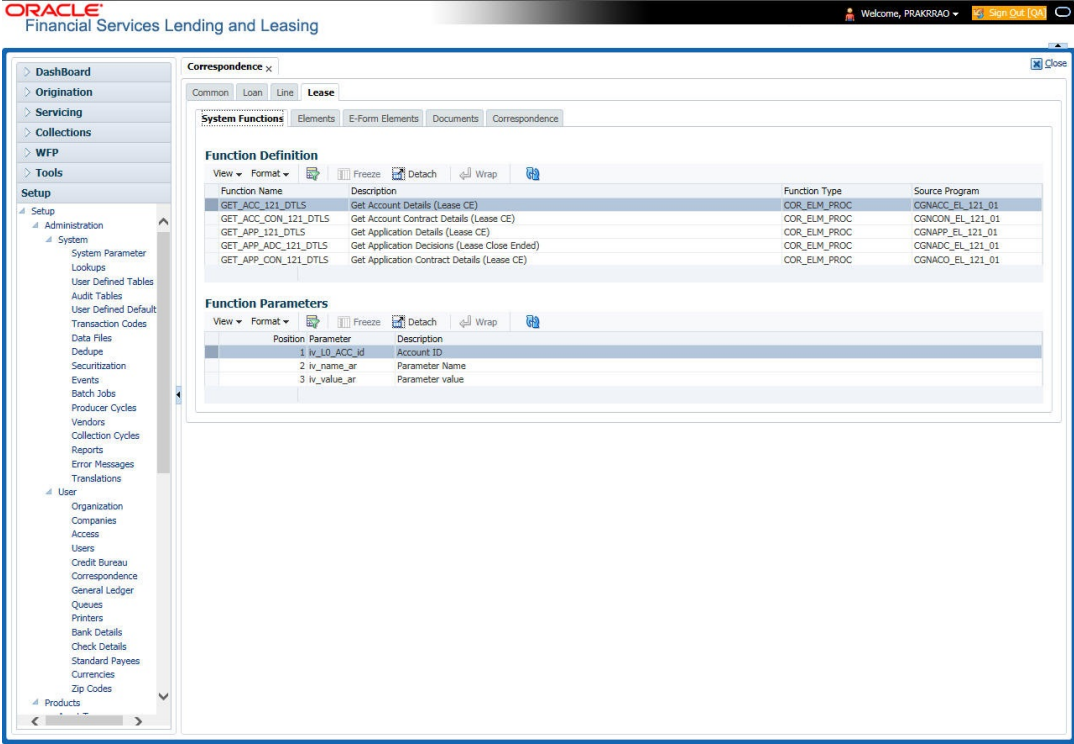 ORACLE
Financial Services Lending and Leasing
Welcome, PRAKRRAO
Sign Out [QA]
DashBoard
Origination
Servicing
Collections
WFP
Tools
Setup
Setup
Administration
System
System Parameter
Lookups
User Defined Tables
Audit Tables
User Defined Default
Transaction Codes
Data Files
Dedupe
Securitization
Events
Batch Jobs
Producer Cycles
Vendors
Collection Cycles
Reports
Error Messages
Translations
User
Organization
Companies
Access
Users
Credit Bureau
Correspondence
General Ledger
Queues
Printers
Bank Details
Check Details
Standard Payees
Currencies
Zip Codes
Products
Correspondence x
Close
Common Loan Line Lease
System Functions Elements E-Form Elements Documents Correspondence
Function Definition
View Format Freeze Detach Wrap
Function Name Description Function Type Source Program
GET_ACC_121_DTLS Get Account Details (Lease CE) COR_ELM_PROC CGNACC_EL_121_01
GET_ACC_CON_121_DTLS Get Account Contract Details (Lease CE) COR_ELM_PROC CGNCON_EL_121_01
GET_APP_121_DTLS Get Application Details (Lease CE) COR_ELM_PROC CGNAPP_EL_121_01
GET_APP_ADC_121_DTLS Get Application Decisions (Lease Close Ended) COR_ELM_PROC CGNADC_EL_121_01
GET_APP_CON_121_DTLS Get Application Contract Details (Lease CE) COR_ELM_PROC CGNACO_EL_121_01
Function Parameters
View Format Freeze Detach Wrap
Position Parameter Description
1 iv_L0_ACC_id Account ID
2 iv_name_ar Parameter Name
3 iv_value_ar Parameter value